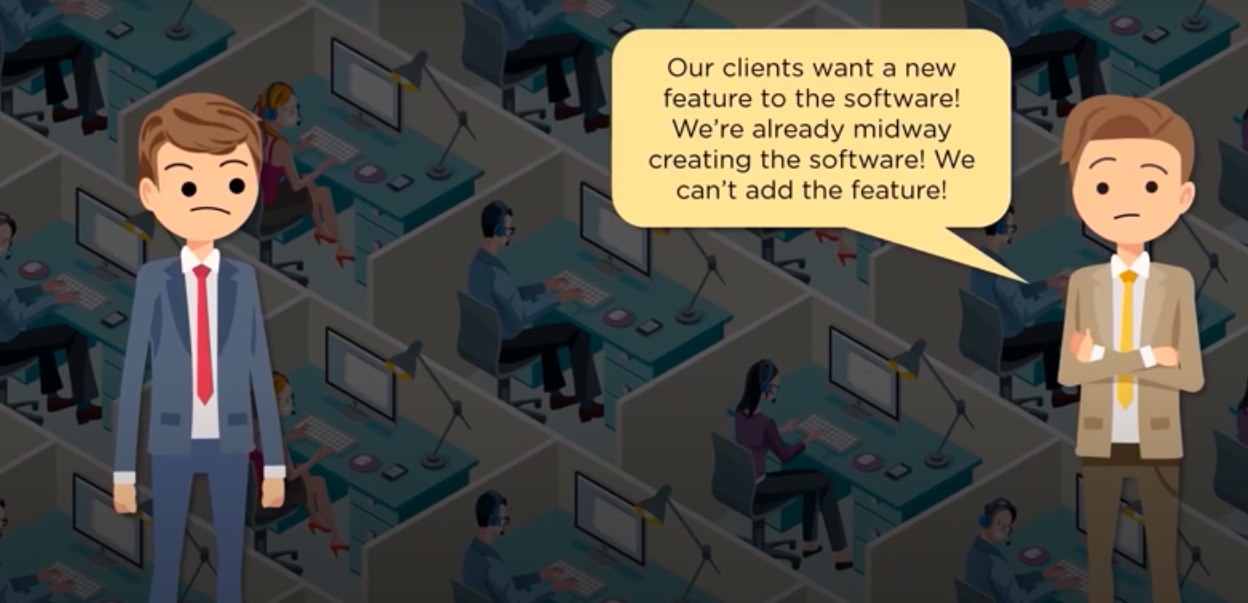 Our clients want a new
feature to the software!
We're already midway
creating the software! We
can't add the feature!